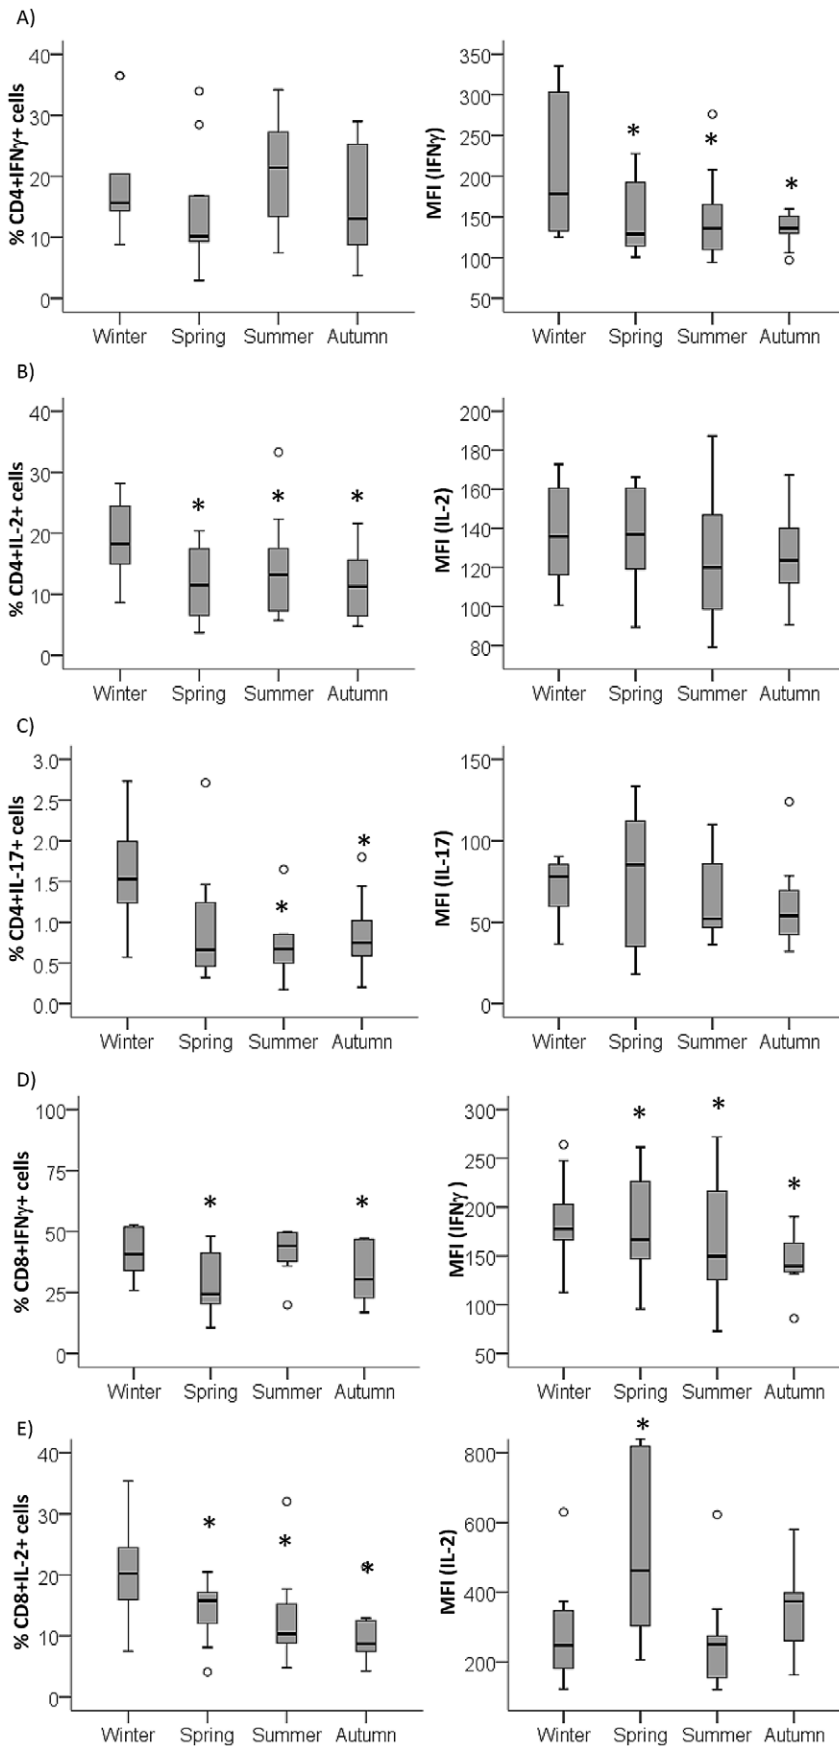 A)
% CD4+IFNγ+ cells
40
30
20
10
0
Winter Spring Summer Autumn
MFI (IFNγ)
350
300
250
200
150
100
50
* * *
Winter Spring Summer Autumn
B)
% CD4+IL-2+ cells
40
30
20
10
0
* * *
Winter Spring Summer Autumn
MFI (IL-2)
200
180
160
140
120
100
80
Winter Spring Summer Autumn
C)
% CD4+IL-17+ cells
3.0
2.5
2.0
1.5
1.0
0.5
0.0
* *
Winter Spring Summer Autumn
MFI (IL-17)
150
100
50
0
Winter Spring Summer Autumn
D)
% CD8+IFNγ+ cells
100
75
50
25
0
* *
Winter Spring Summer Autumn
MFI (IFNγ )
300
250
200
150
100
50
* * *
Winter Spring Summer Autumn
E)
% CD8+IL-2+ cells
40
30
20
10
0
* * *
Winter Spring Summer Autumn
MFI (IL-2)
800
600
400
200
*
Winter Spring Summer Autumn